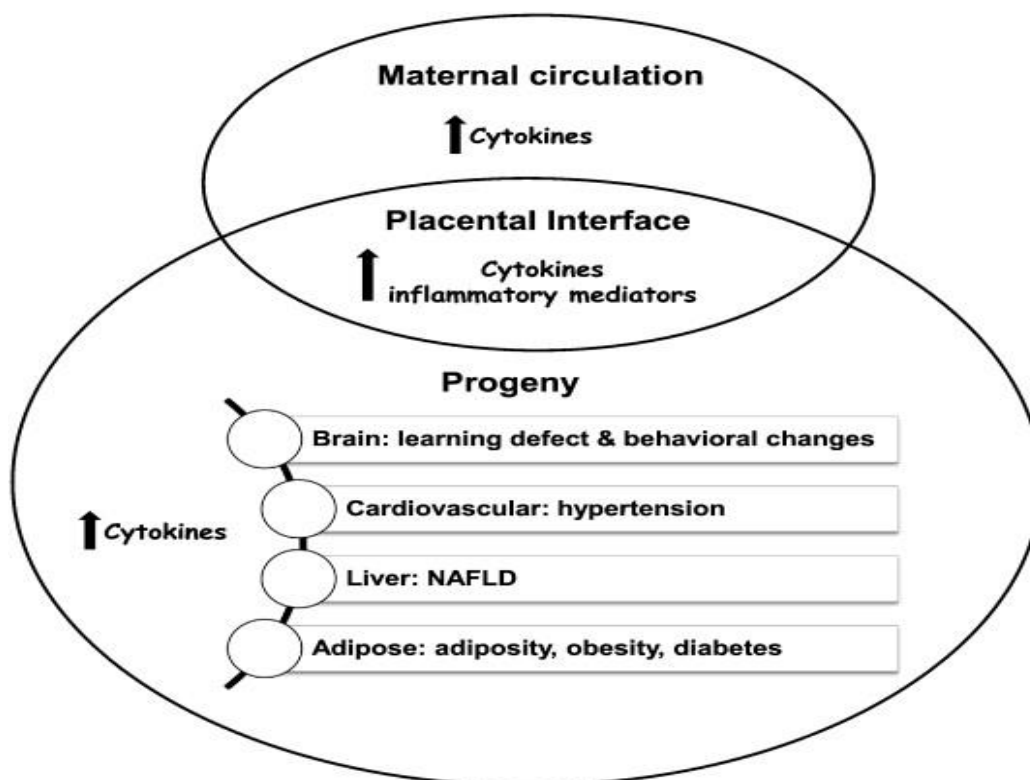 Maternal circulation
Cytokines
Placental Interface
Cytokines
inflammatory mediators
Progeny
Brain: learning defect & behavioral changes
Cardiovascular: hypertension
Cytokines
Liver: NAFLD
Adipose: adiposity, obesity, diabetes